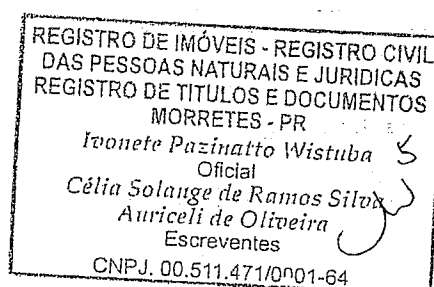 REGISTRO DE IMÓVEIS - REGISTRO CIVIL
DAS PESSOAS NATURAIS E JURIDICAS
REGISTRO DE TITULOS E DOCUMENTOS
MORRETES - PR
Ivonete Pazinatto Wistuba
Oficial
Célia Solange de Ramos Silva
Auriceli de Oliveira
Escreventes
CNPJ. 00.511.471/0001-64